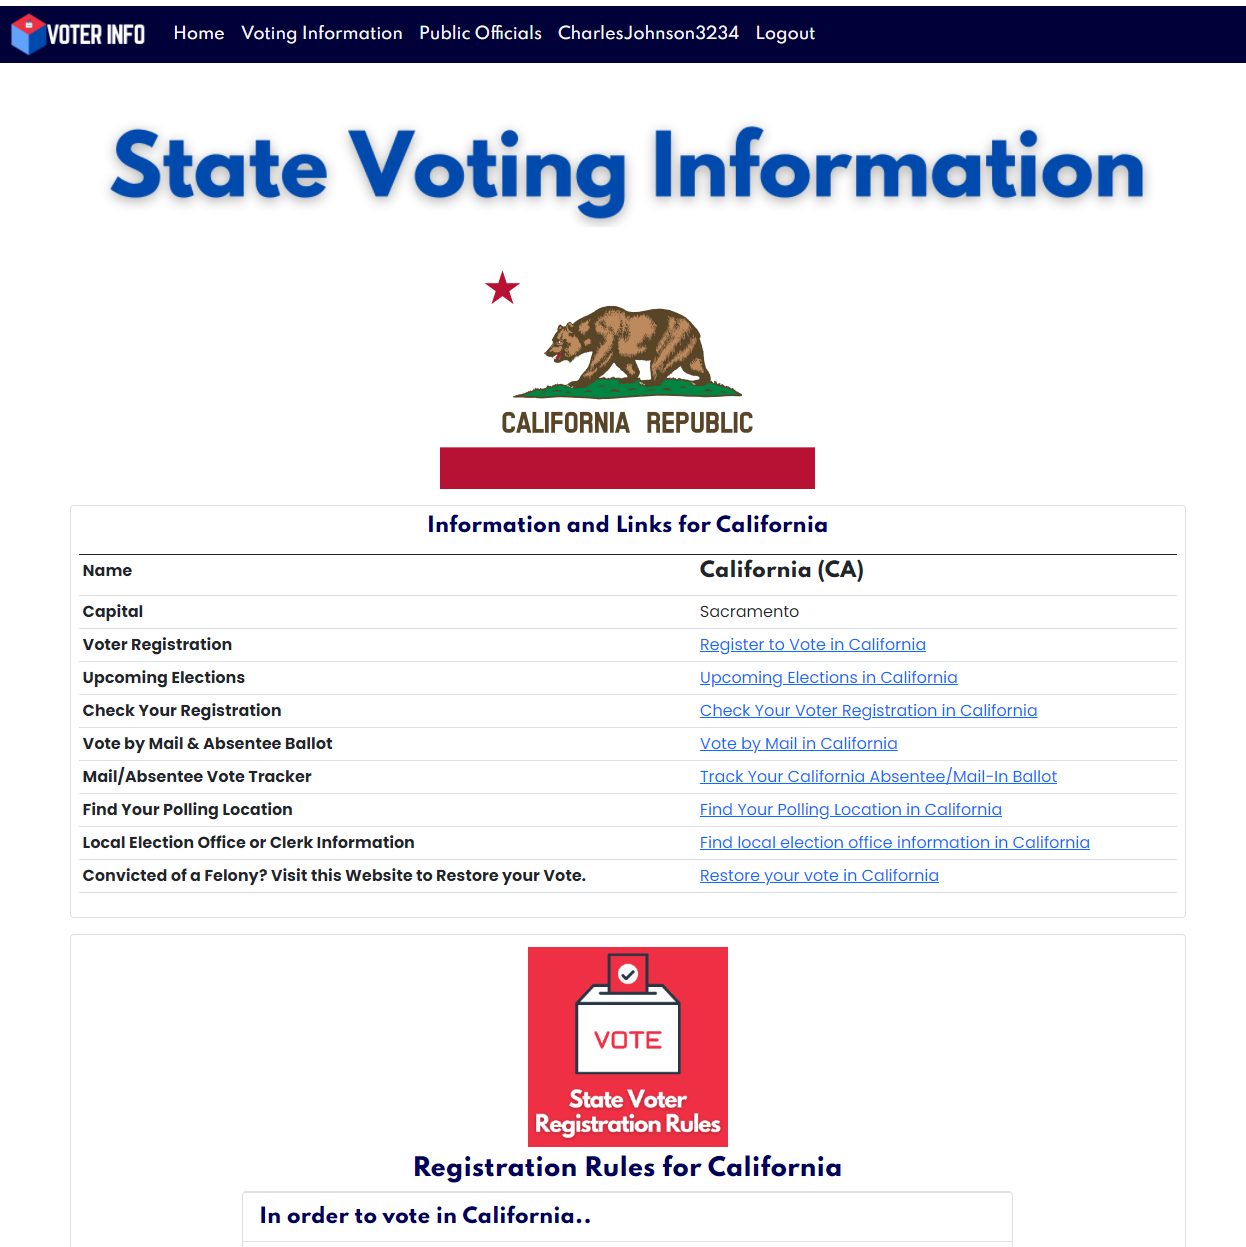 VOTER INFO Home Voting Information Public Officials CharlesJohnson3234 Logout
State Voting Information
CALIFORNIA REPUBLIC
Information and Links for California
Name California (CA)
Capital Sacramento
Voter Registration Register to Vote in California
Upcoming Elections Upcoming Elections in California
Check Your Registration Check Your Voter Registration in California
Vote by Mail & Absentee Ballot Vote by Mail in California
Mail/Absentee Vote Tracker Track Your California Absentee/Mail-In Ballot
Find Your Polling Location Find Your Polling Location in California
Local Election Office or Clerk Information Find local election office information in California
Convicted of a Felony? Visit this Website to Restore your Vote. Restore your vote in California
VOTE
State Voter
Registration Rules
Registration Rules for California
In order to vote in California..